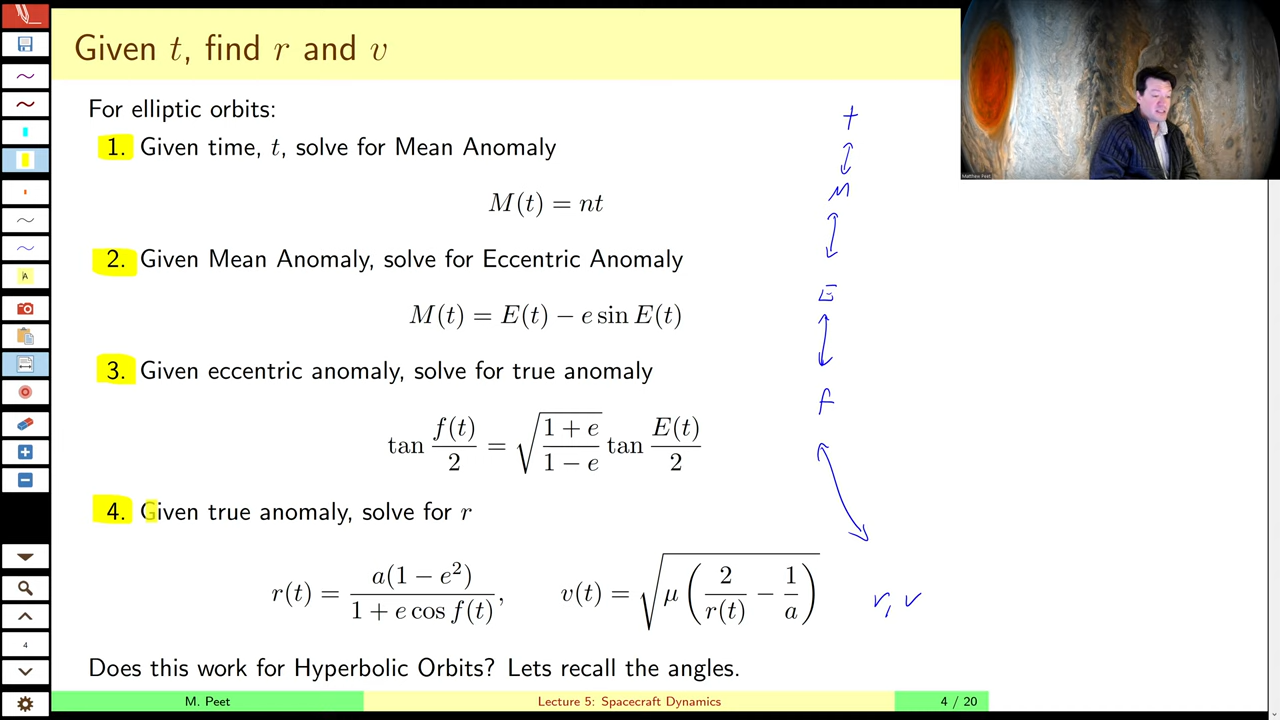 Given t, find r and v
For elliptic orbits:
1. Given time, t, solve for Mean Anomaly
M(t) = nt
2. Given Mean Anomaly, solve for Eccentric Anomaly
M(t) = E(t) − e sin E(t)
3. Given eccentric anomaly, solve for true anomaly
tan f(t)/2 = √((1 + e)/(1 − e)) tan E(t)/2
4. Given true anomaly, solve for r
r(t) = a(1 − e²)/(1 + e cos f(t)), v(t) = √(μ(2/r(t) − 1/a))
Does this work for Hyperbolic Orbits? Lets recall the angles.
t
M
E
f
r, v
Matthew Peet
A
4
M. Peet
Lecture 5: Spacecraft Dynamics
4 / 20